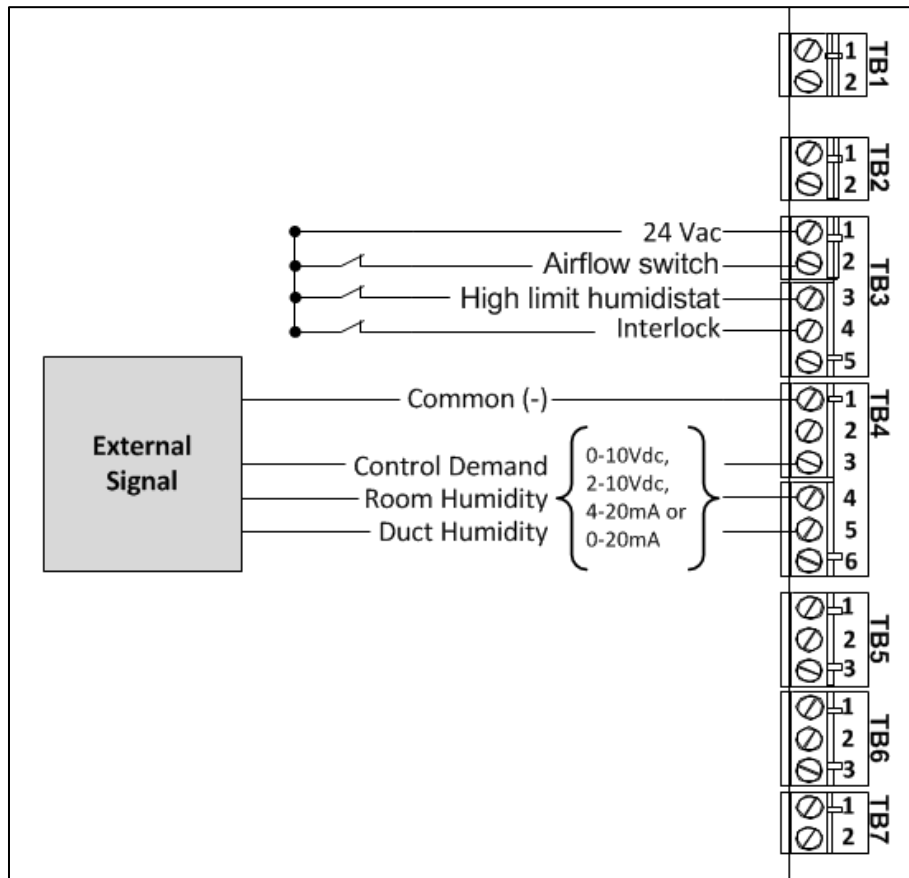 1
2
TB1
1
2
TB2
24 Vac
1
Airflow switch
2
High limit humidistat
3
Interlock
4
5
TB3
External
Signal
Common (-)
1
2
Control Demand
3
Room Humidity
4
Duct Humidity
5
6
TB4
0-10Vdc,
2-10Vdc,
4-20mA or
0-20mA
1
2
3
TB5
1
2
3
TB6
1
2
TB7